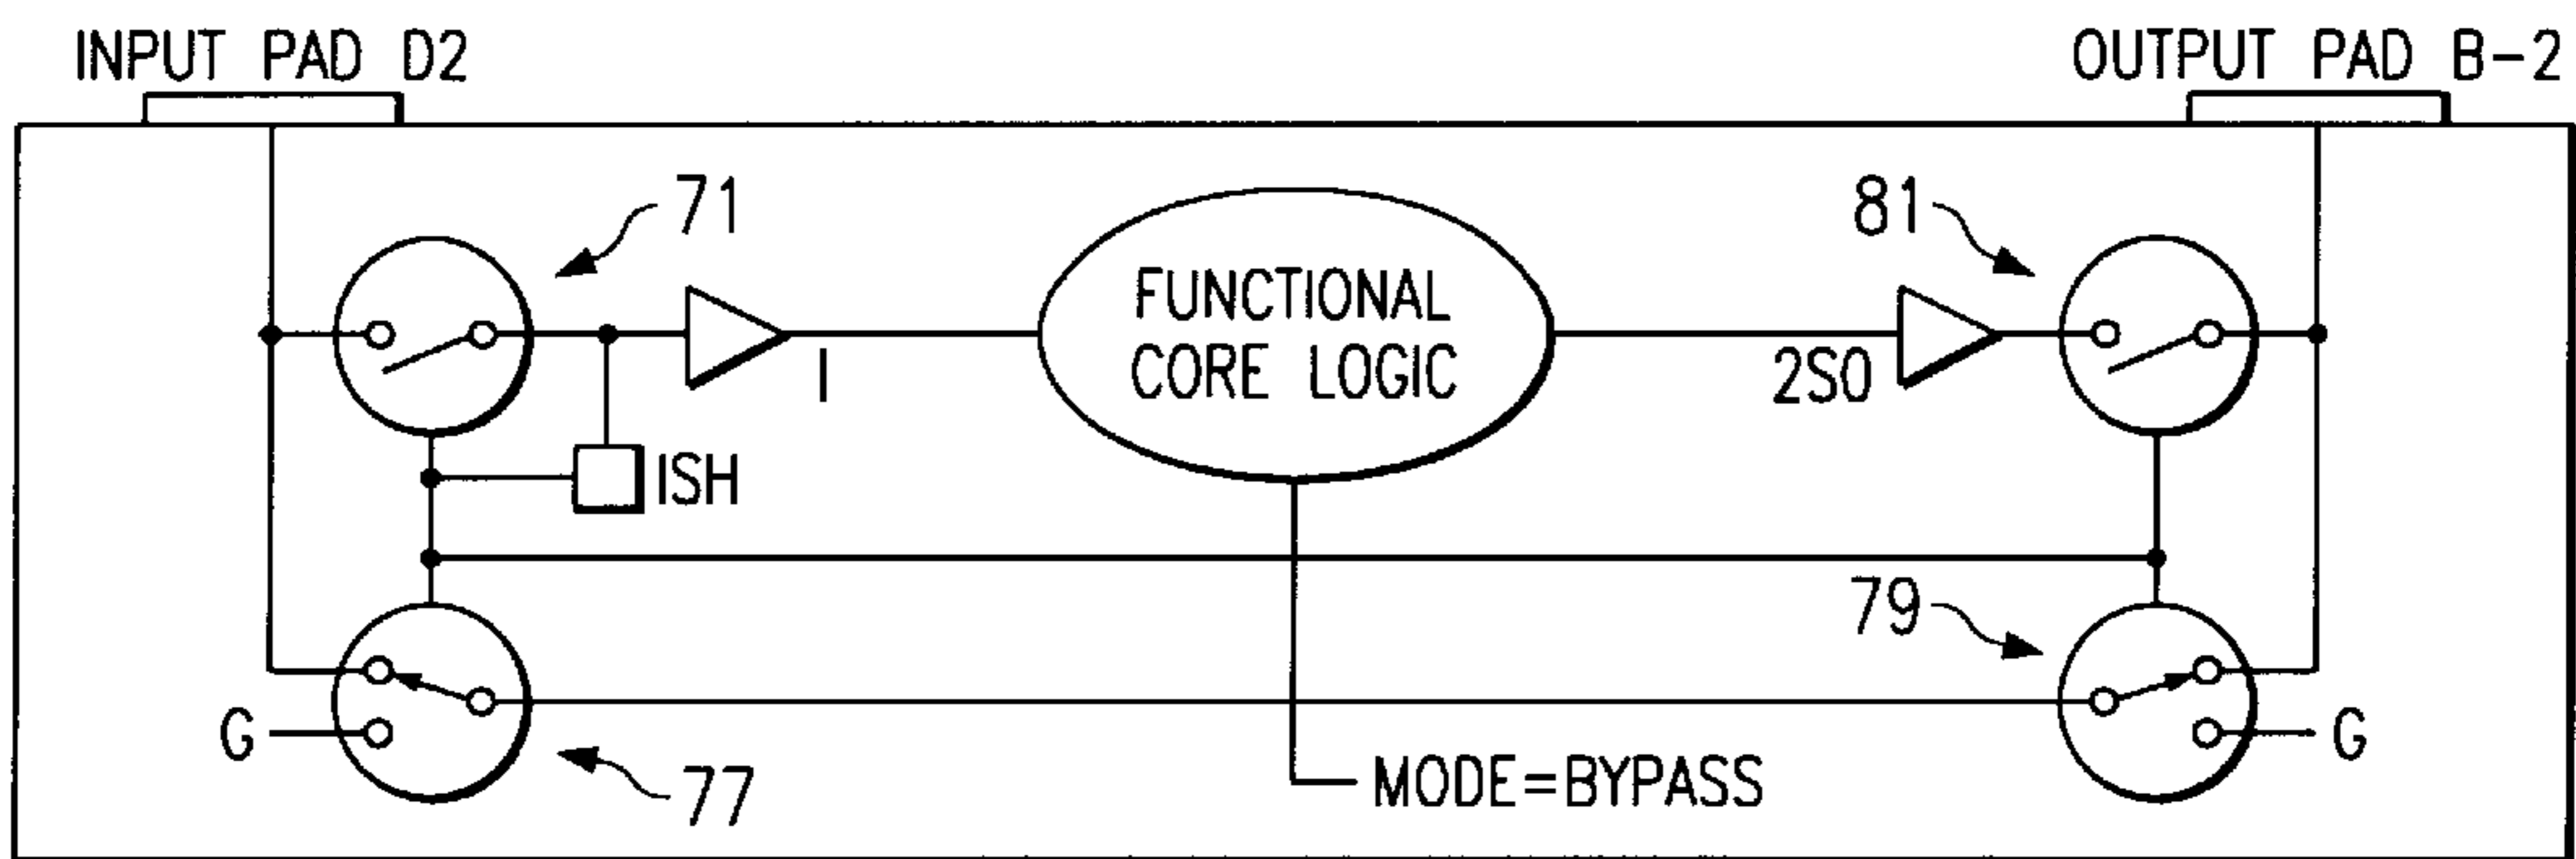 INPUT PAD D2
OUTPUT PAD B-2
71
81
FUNCTIONAL
CORE LOGIC
I
2SO
ISH
79
G
G
77
MODE=BYPASS